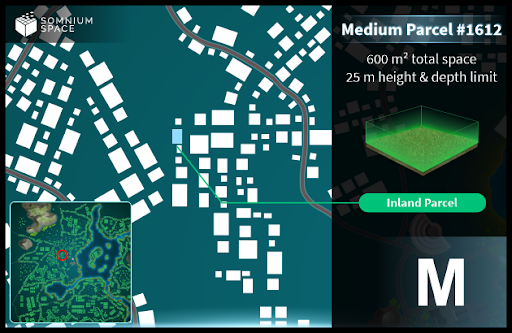 SOMNIUM
SPACE
Medium Parcel #1612
600 m² total space
25 m height & depth limit
Inland Parcel
M